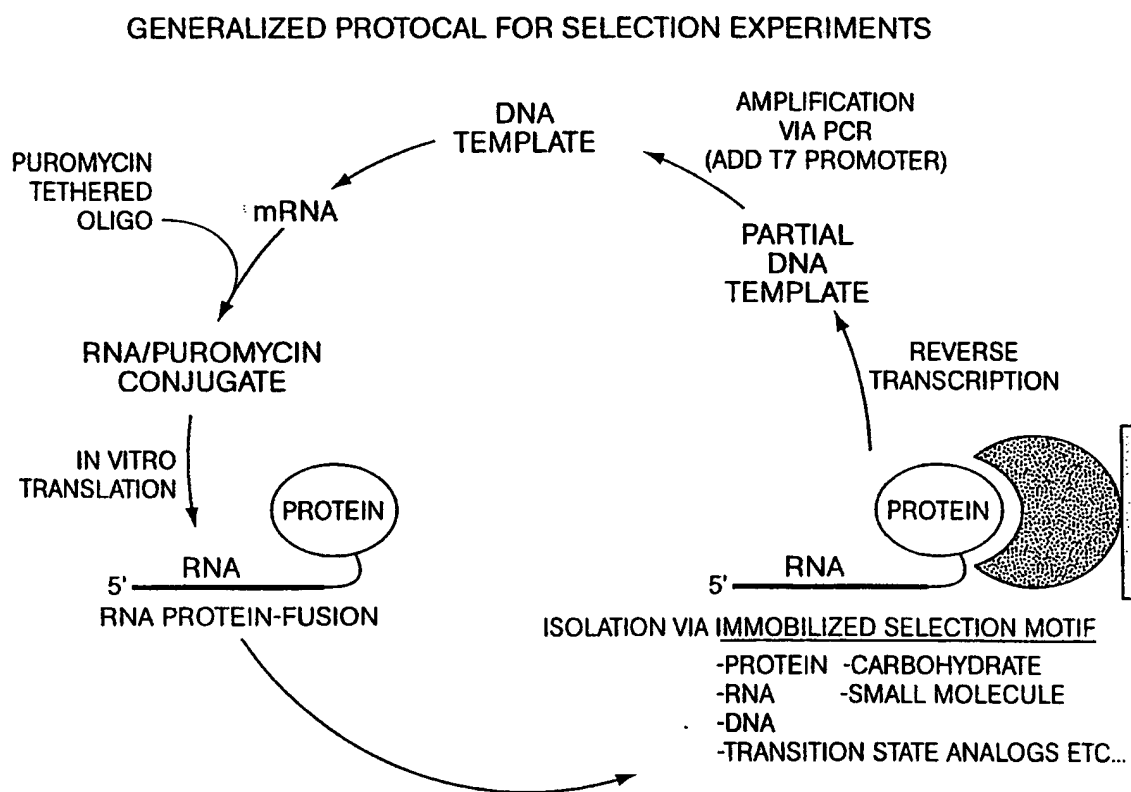 GENERALIZED PROTOCAL FOR SELECTION EXPERIMENTS
DNA
TEMPLATE
AMPLIFICATION
VIA PCR
(ADD T7 PROMOTER)
PUROMYCIN
TETHERED
OLIGO
mRNA
PARTIAL
DNA
TEMPLATE
RNA/PUROMYCIN
CONJUGATE
REVERSE
TRANSCRIPTION
IN VITRO
TRANSLATION
PROTEIN
5' RNA
RNA PROTEIN-FUSION
PROTEIN
5' RNA
ISOLATION VIA IMMOBILIZED SELECTION MOTIF
-PROTEIN -CARBOHYDRATE
-RNA -SMALL MOLECULE
-DNA
-TRANSITION STATE ANALOGS ETC...